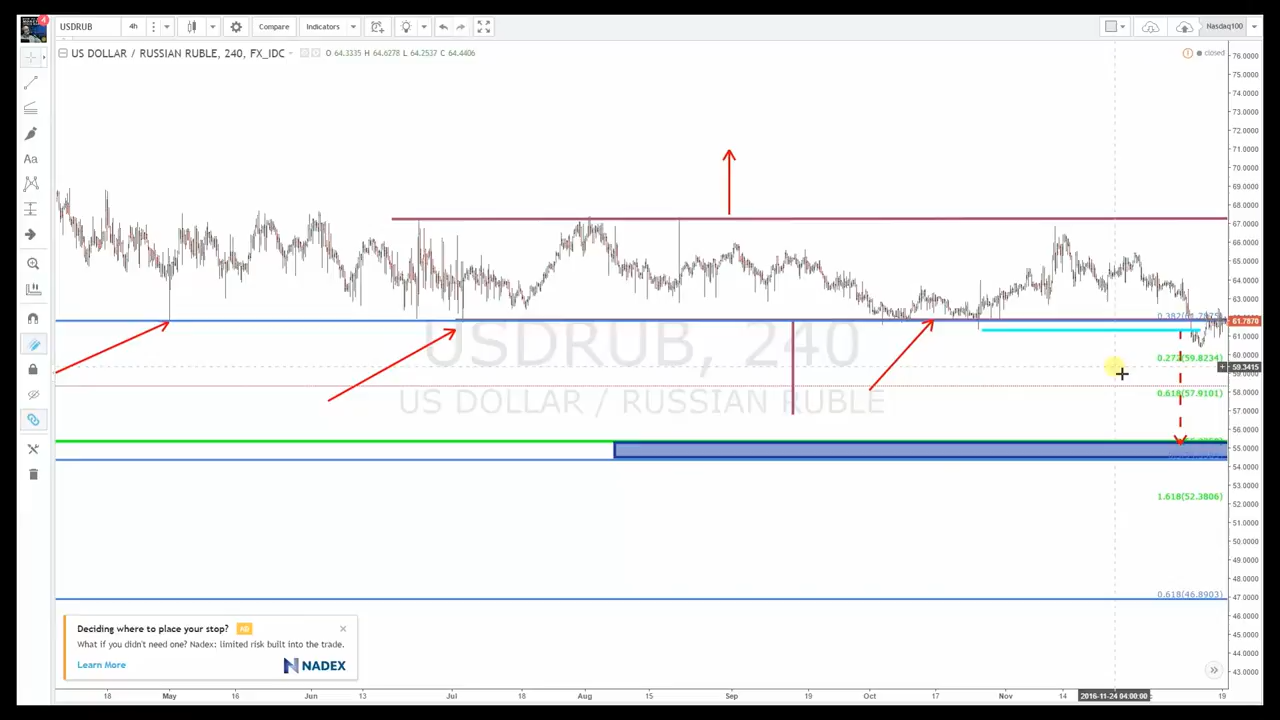 4
USDRUB
4h
Compare
Indicators
Nasdaq100
US DOLLAR / RUSSIAN RUBLE, 240, FX_IDC
O 64.3335 H 64.6278 L 64.2537 C 64.4406
closed
Aa
USDRUB, 240
US DOLLAR / RUSSIAN RUBLE
76.0000
75.0000
74.0000
73.0000
72.0000
71.0000
70.0000
69.0000
68.0000
67.0000
66.0000
65.0000
64.0000
63.0000
61.7870
61.0000
60.0000
59.3415
58.0000
57.0000
56.0000
55.0000
54.0000
53.0000
52.0000
51.0000
50.0000
49.0000
48.0000
47.0000
46.0000
45.0000
44.0000
43.0000
0.272(59.8234)
0.618(57.9101)
1.618(52.3806)
0.618(46.8903)
Deciding where to place your stop? AD
What if you didn't need one? Nadex: limited risk built into the trade.
Learn More
NADEX
18 May 16 Jun 13 Jul 18 Aug 15 Sep 19 Oct 17 Nov 14 2016-11-24 04:00:00 19